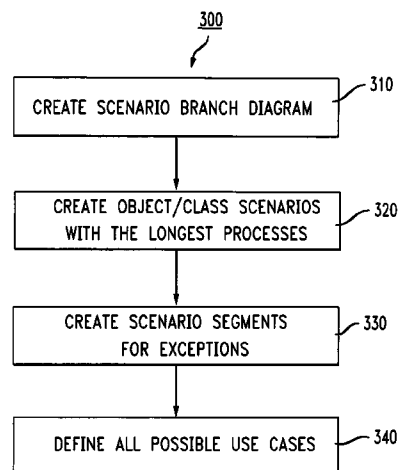 300
CREATE SCENARIO BRANCH DIAGRAM
310
CREATE OBJECT/CLASS SCENARIOS
WITH THE LONGEST PROCESSES
320
CREATE SCENARIO SEGMENTS
FOR EXCEPTIONS
330
DEFINE ALL POSSIBLE USE CASES
340